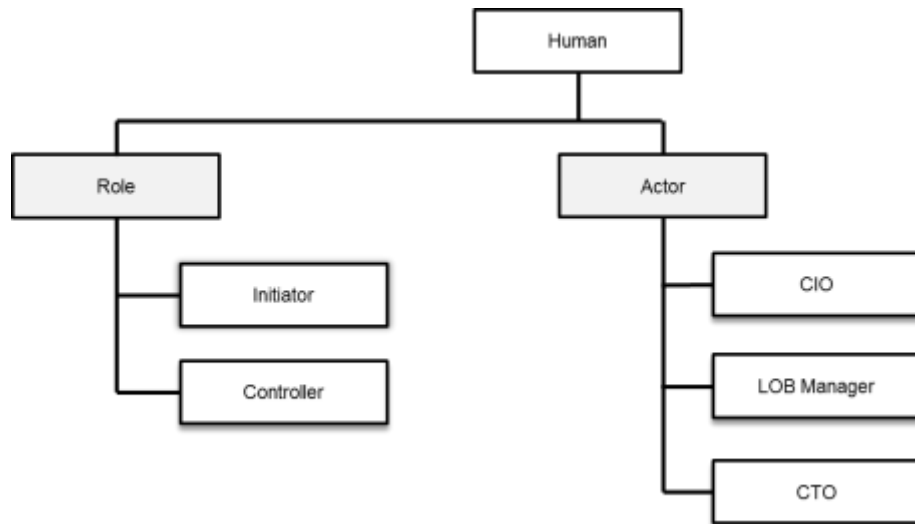 Human
Role
Actor
Initiator
CIO
Controller
LOB Manager
CTO